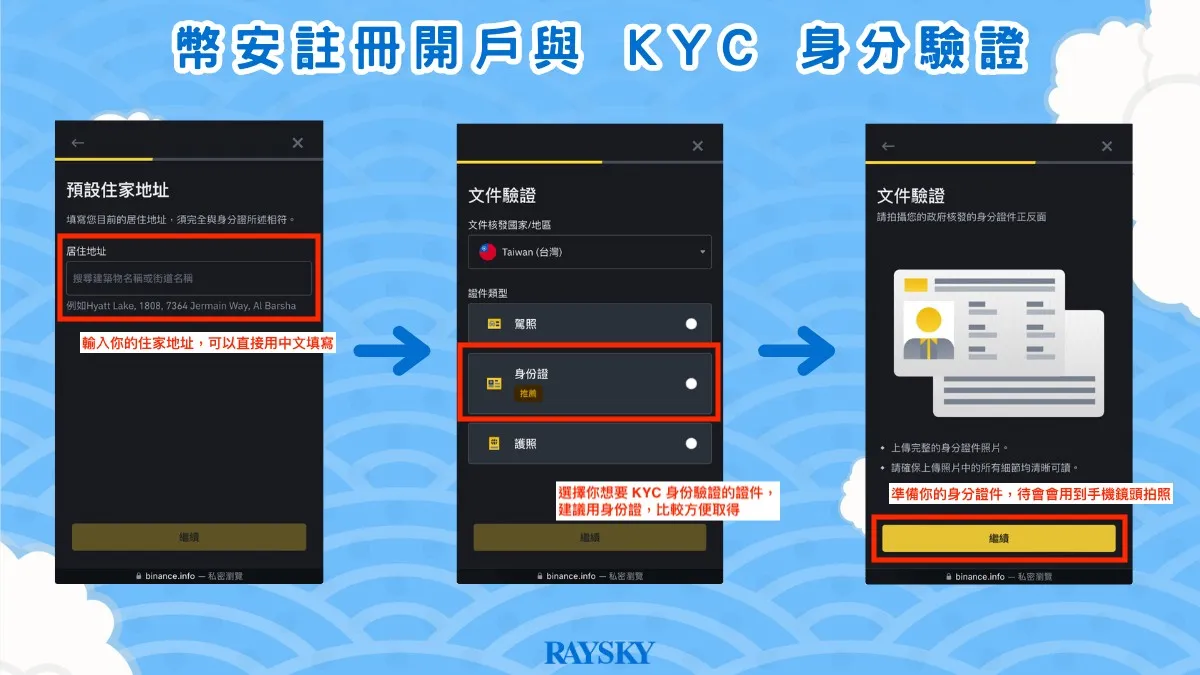 幣安註冊開戶與 KYC 身分驗證
預設住家地址
填寫您目前的居住地址,須完全與身分證所述相符。
居住地址
搜尋建築物名稱或街道名稱
例如Hyatt Lake, 1808, 7364 Jermain Way, Al Barsha
輸入你的住家地址,可以直接用中文填寫
繼續
binance.info — 私密瀏覽
文件驗證
文件核發國家/地區
Taiwan (台灣)
證件類型
駕照
身份證
推薦
護照
選擇你想要 KYC 身份驗證的證件,
建議用身份證,比較方便取得
繼續
binance.info — 私密瀏覽
文件驗證
請拍攝您的政府核發的身分證件正反面
• 上傳完整的身分證件照片。
• 請確保上傳照片中的所有細節均清晰可讀。
準備你的身分證件,待會會用到手機鏡頭拍照
繼續
binance.info — 私密瀏覽
RAYSKY